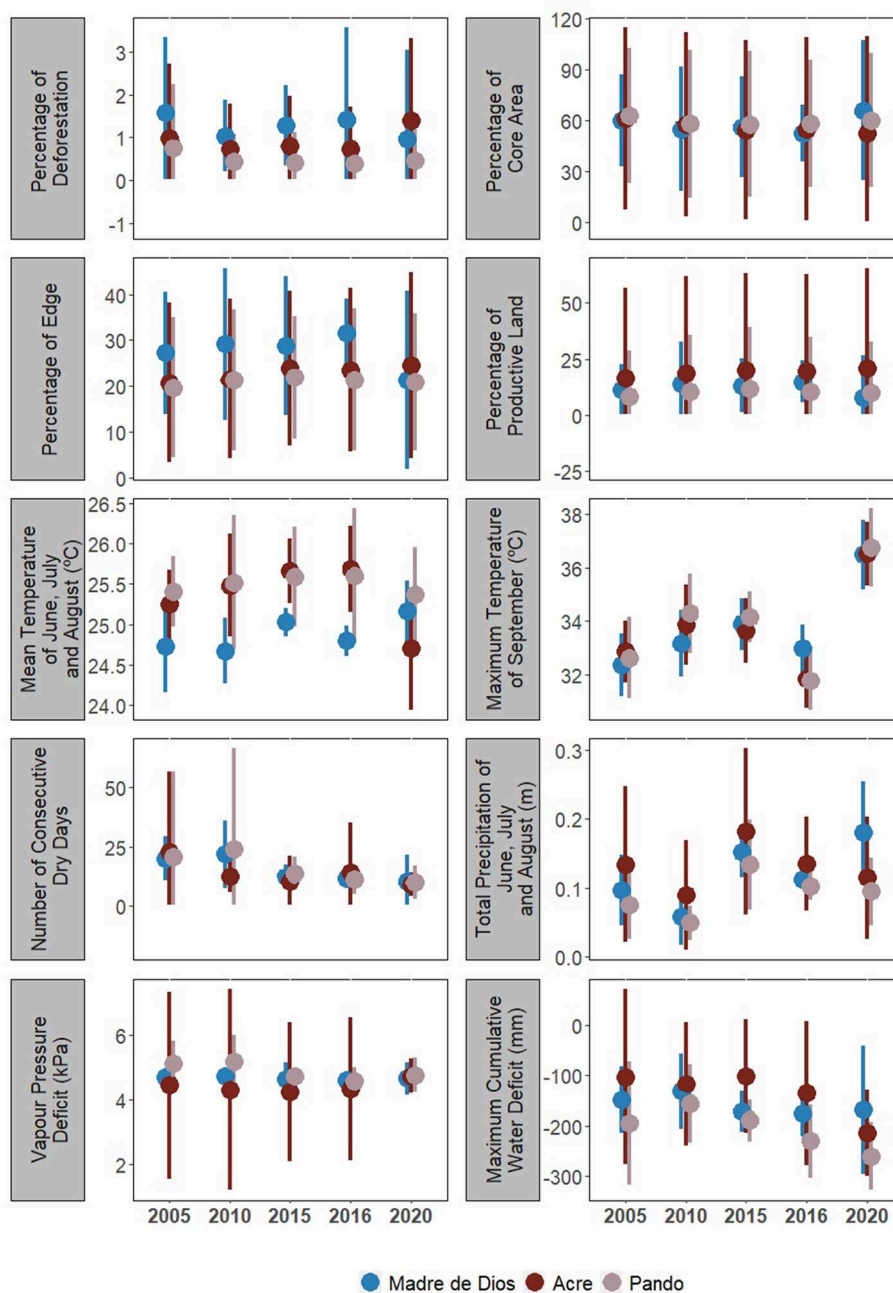 Percentage of
Deforestation
3
2
1
0
-1
Percentage of
Core Area
120
90
60
30
0
Percentage of Edge
40
30
20
10
0
Percentage of
Productive Land
50
25
0
-25
Mean Temperature
of June, July
and August (ºC)
26.5
26.0
25.5
25.0
24.5
24.0
Maximum Temperature
of September (ºC)
38
36
34
32
Number of Consecutive
Dry Days
50
25
0
Total Precipitation of
June, July
and August (m)
0.3
0.2
0.1
0.0
Vapour Pressure
Deficit (kPa)
6
4
2
Maximum Cumulative
Water Deficit (mm)
0
-100
-200
-300
2005 2010 2015 2016 2020
2005 2010 2015 2016 2020
Madre de Dios Acre Pando